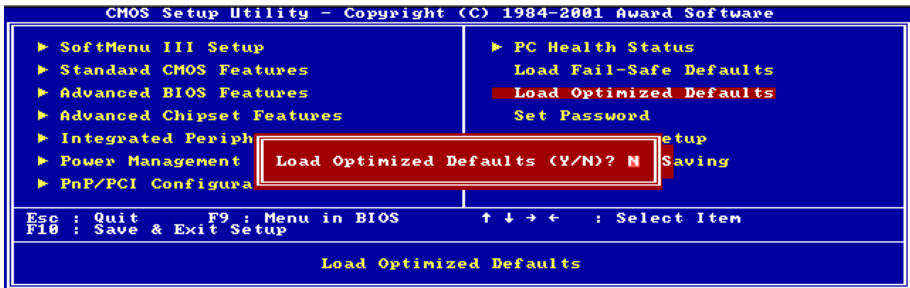 CMOS Setup Utility - Copyright (C) 1984-2001 Award Software
► SoftMenu III Setup
► Standard CMOS Features
► Advanced BIOS Features
► Advanced Chipset Features
► Integrated Periph
► Power Management
► PnP/PCI Configura
► PC Health Status
Load Fail-Safe Defaults
Load Optimized Defaults
Set Password
etup
Saving
Load Optimized Defaults (Y/N)? N
Esc : Quit F9 : Menu in BIOS ↑ ↓ → ← : Select Item
F10 : Save & Exit Setup
Load Optimized Defaults